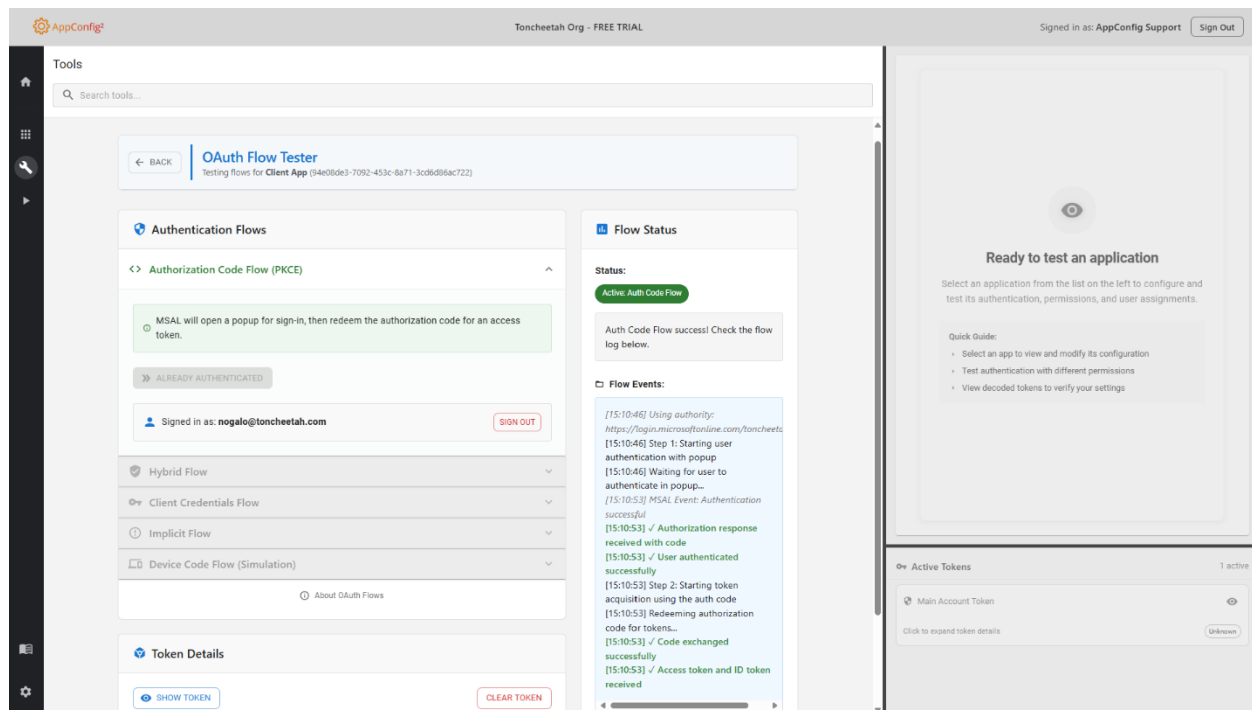 AppConfig²
Toncheetah Org - FREE TRIAL
Signed in as: AppConfig Support
Sign Out
Tools
Search tools...
BACK
OAuth Flow Tester
Testing flows for Client App (94e08de3-7092-453c-8a71-3cd6d86ac722)
Authentication Flows
Authorization Code Flow (PKCE)
MSAL will open a popup for sign-in, then redeem the authorization code for an access
token.
ALREADY AUTHENTICATED
Signed in as: nogalo@toncheetah.com
SIGN OUT
Hybrid Flow
Client Credentials Flow
Implicit Flow
Device Code Flow (Simulation)
About OAuth Flows
Token Details
SHOW TOKEN
CLEAR TOKEN
Flow Status
Status:
Active: Auth Code Flow
Auth Code Flow success! Check the flow
log below.
Flow Events:
[15:10:46] Using authority:
https://login.microsoftonline.com/toncheeta
[15:10:46] Step 1: Starting user
authentication with popup
[15:10:46] Waiting for user to
authenticate in popup...
[15:10:53] MSAL Event: Authentication
successful
[15:10:53] ✓ Authorization response
received with code
[15:10:53] ✓ User authenticated
successfully
[15:10:53] Step 2: Starting token
acquisition using the auth code
[15:10:53] Redeeming authorization
code for tokens...
[15:10:53] ✓ Code exchanged
successfully
[15:10:53] ✓ Access token and ID token
received
Ready to test an application
Select an application from the list on the left to configure and
test its authentication, permissions, and user assignments.
Quick Guide:
Select an app to view and modify its configuration
Test authentication with different permissions
View decoded tokens to verify your settings
Active Tokens
1 active
Main Account Token
Click to expand token details
Unknown